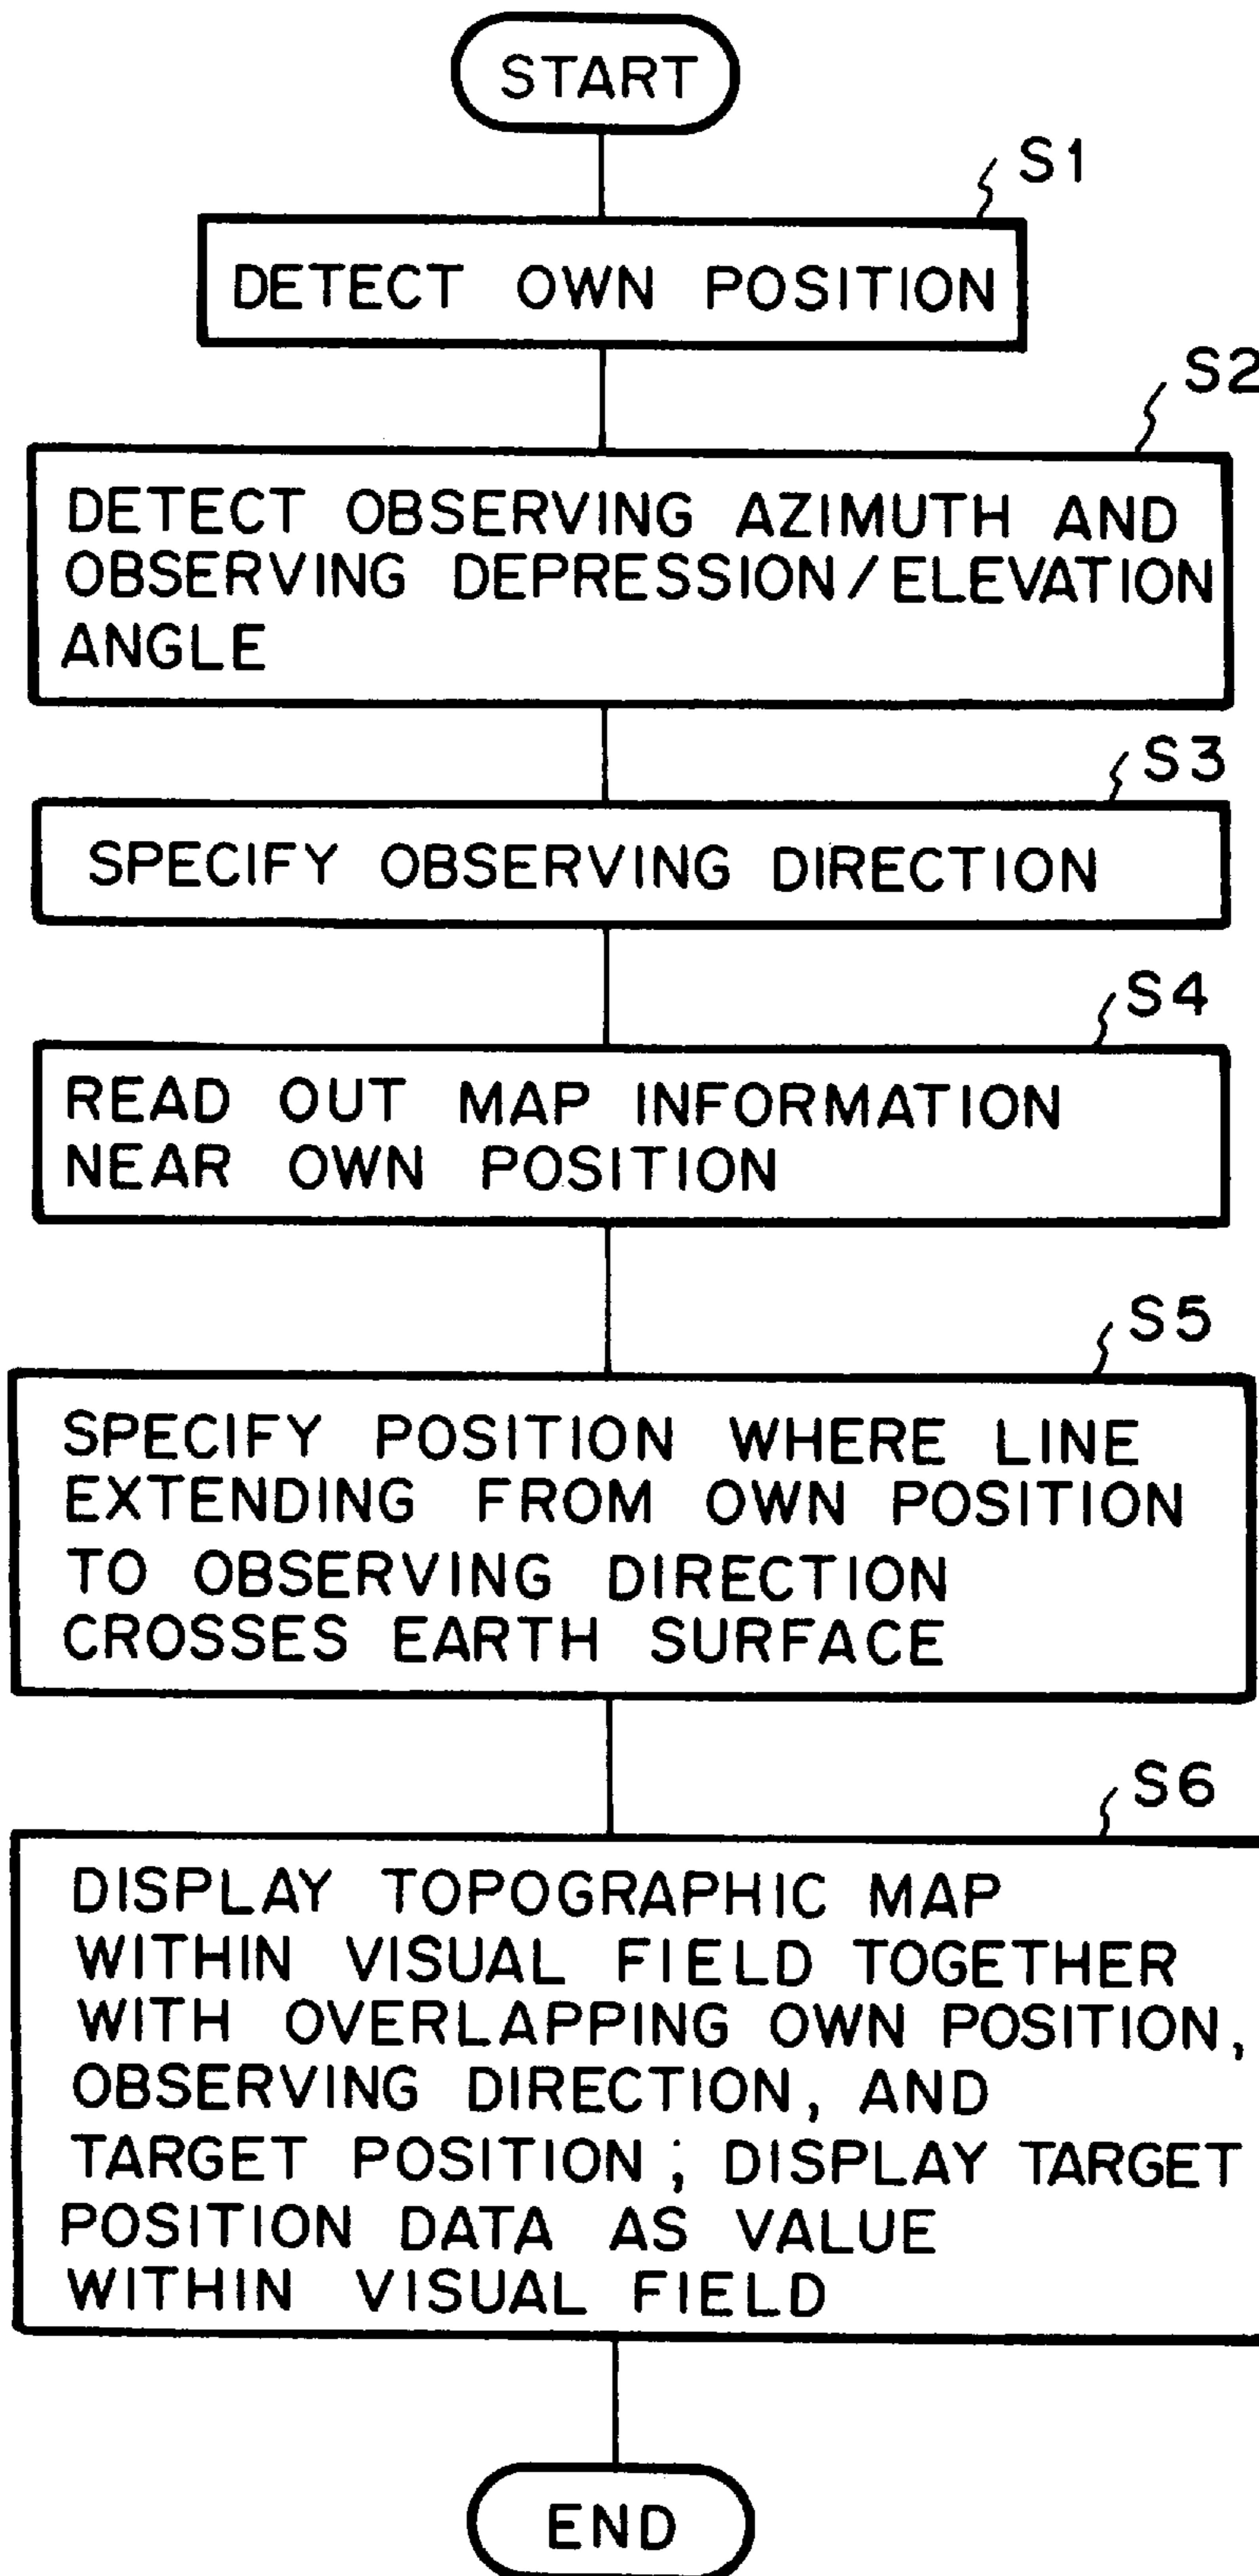 START
S1
DETECT OWN POSITION
S2
DETECT OBSERVING AZIMUTH AND
OBSERVING DEPRESSION/ELEVATION
ANGLE
S3
SPECIFY OBSERVING DIRECTION
S4
READ OUT MAP INFORMATION
NEAR OWN POSITION
S5
SPECIFY POSITION WHERE LINE
EXTENDING FROM OWN POSITION
TO OBSERVING DIRECTION
CROSSES EARTH SURFACE
S6
DISPLAY TOPOGRAPHIC MAP
WITHIN VISUAL FIELD TOGETHER
WITH OVERLAPPING OWN POSITION,
OBSERVING DIRECTION, AND
TARGET POSITION; DISPLAY TARGET
POSITION DATA AS VALUE
WITHIN VISUAL FIELD
END